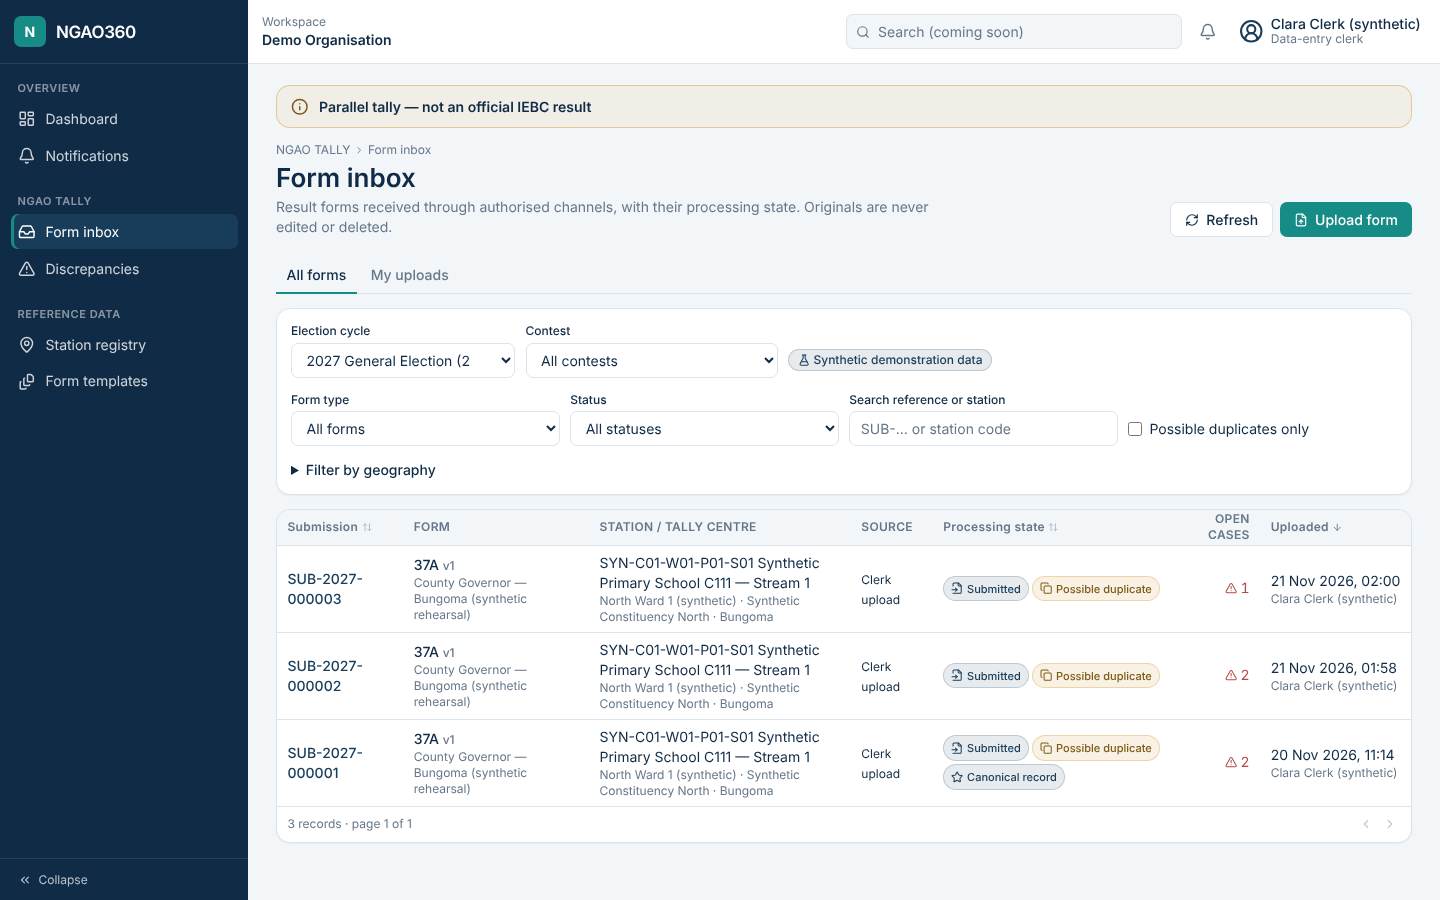 N NGAO360
Workspace
Demo Organisation
Search (coming soon)
Clara Clerk (synthetic)
Data-entry clerk
OVERVIEW
Dashboard
Notifications
NGAO TALLY
Form inbox
Discrepancies
REFERENCE DATA
Station registry
Form templates
Collapse
Parallel tally — not an official IEBC result
NGAO TALLY > Form inbox
Form inbox
Result forms received through authorised channels, with their processing state. Originals are never
edited or deleted.
Refresh
Upload form
All forms
My uploads
Election cycle
Contest
2027 General Election (2
All contests
Synthetic demonstration data
Form type
Status
Search reference or station
All forms
All statuses
SUB-... or station code
Possible duplicates only
Filter by geography
Submission
FORM
STATION / TALLY CENTRE
SOURCE
Processing state
OPEN
CASES
Uploaded ↓
SUB-2027-
000003
37A v1
County Governor —
Bungoma (synthetic
rehearsal)
SYN-C01-W01-P01-S01 Synthetic
Primary School C111 — Stream 1
North Ward 1 (synthetic) · Synthetic
Constituency North · Bungoma
Clerk
upload
Submitted
Possible duplicate
1
21 Nov 2026, 02:00
Clara Clerk (synthetic)
SUB-2027-
000002
37A v1
County Governor —
Bungoma (synthetic
rehearsal)
SYN-C01-W01-P01-S01 Synthetic
Primary School C111 — Stream 1
North Ward 1 (synthetic) · Synthetic
Constituency North · Bungoma
Clerk
upload
Submitted
Possible duplicate
2
21 Nov 2026, 01:58
Clara Clerk (synthetic)
SUB-2027-
000001
37A v1
County Governor —
Bungoma (synthetic
rehearsal)
SYN-C01-W01-P01-S01 Synthetic
Primary School C111 — Stream 1
North Ward 1 (synthetic) · Synthetic
Constituency North · Bungoma
Clerk
upload
Submitted
Possible duplicate
Canonical record
2
20 Nov 2026, 11:14
Clara Clerk (synthetic)
3 records · page 1 of 1